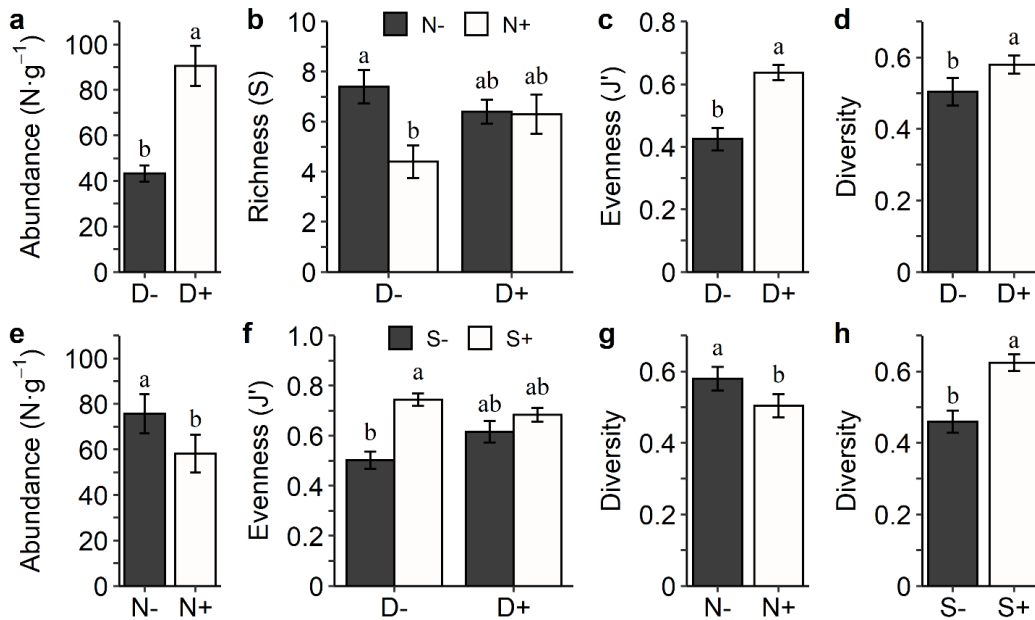 a
Abundance (N·g⁻¹)
100
80
60
40
20
0
b
a
D- D+
b
N- N+
Richness (S)
10
8
6
4
2
0
a
b
ab
ab
D- D+
c
Evenness (J')
0.8
0.6
0.4
0.2
0
b
a
D- D+
d
Diversity
0.6
0.4
0.2
0
b
a
D- D+
e
Abundance (N·g⁻¹)
100
80
60
40
20
0
a
b
N- N+
f
S- S+
Evenness (J')
1.0
0.8
0.6
0.4
0.2
0
b
a
ab
ab
D- D+
g
Diversity
0.6
0.4
0.2
0
a
b
N- N+
h
Diversity
0.6
0.4
0.2
0
b
a
S- S+